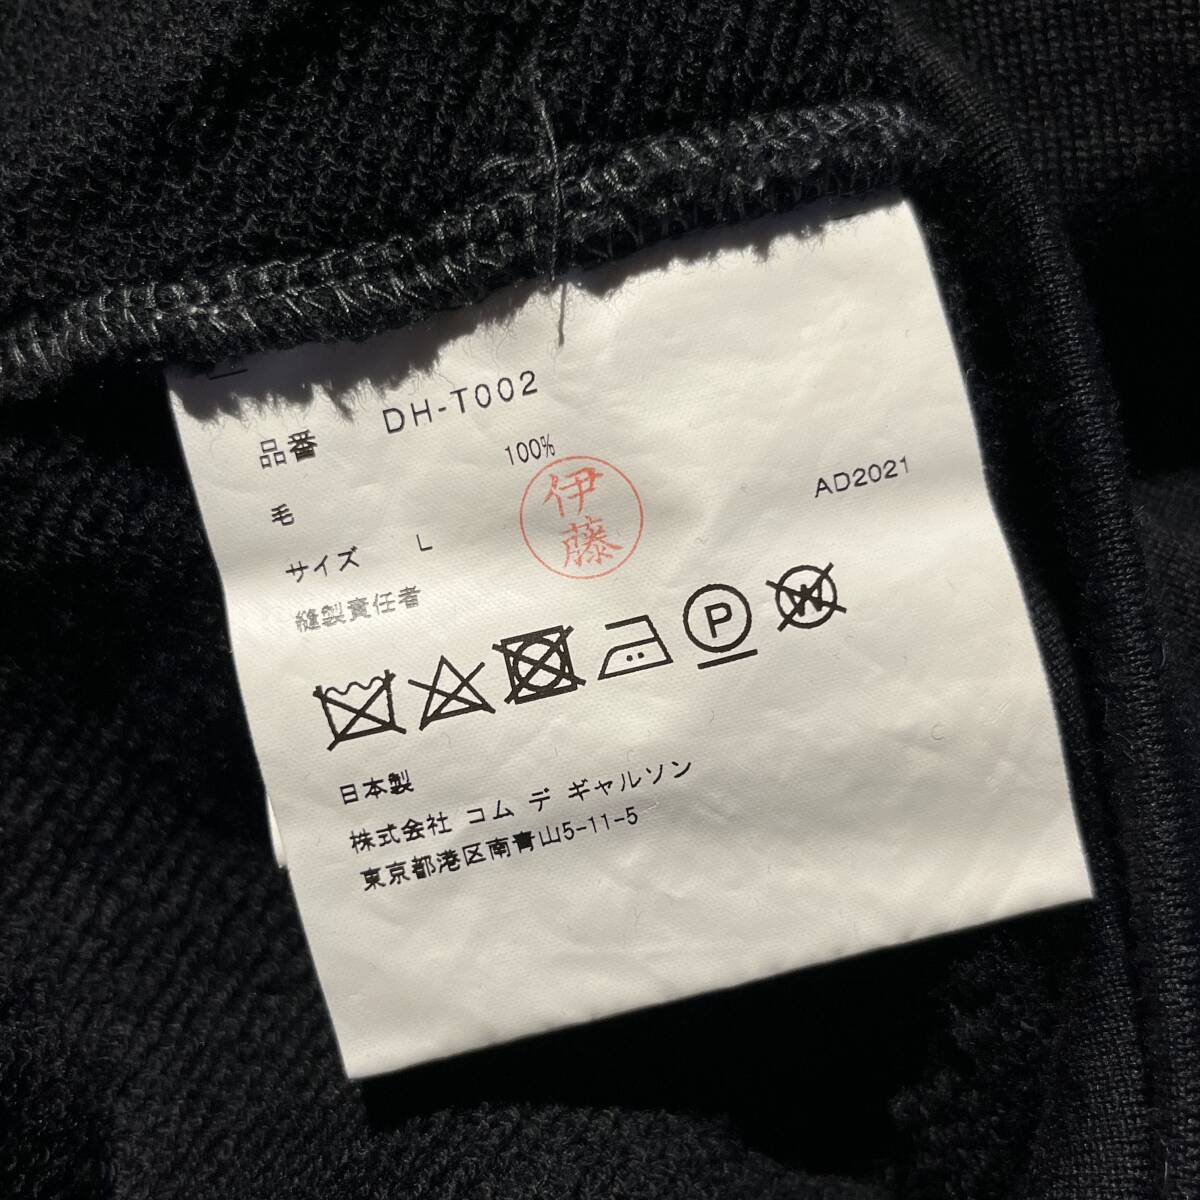 品番 DH-T002
毛 100%
サイズ L
AD2021
縫製責任者
伊藤
P
W
日本製
株式会社 コム デ ギャルソン
東京都港区南青山5-11-5